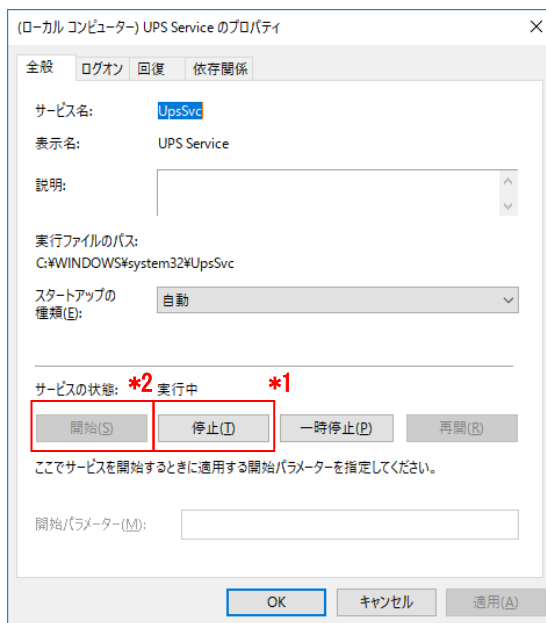 (ローカル コンピューター) UPS Service のプロパティ
全般 ログオン 回復 依存関係
サービス名: UpsSvc
表示名: UPS Service
説明:
実行ファイルのパス:
C:¥WINDOWS¥system32¥UpsSvc
スタートアップの
種類(E): 自動
サービスの状態: *2 実行中 *1
開始(S) 停止(T) 一時停止(P) 再開(R)
ここでサービスを開始するときに適用する開始パラメーターを指定してください。
開始パラメーター(M):
OK キャンセル 適用(A)